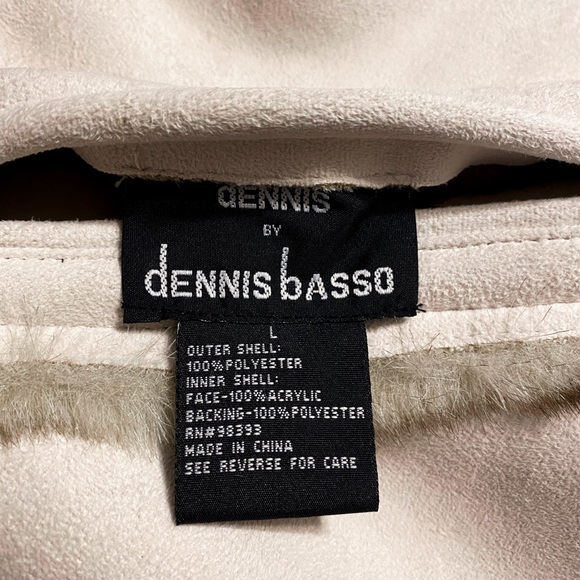 dENNIS
BY
dENNIS bASSO
L
OUTER SHELL:
100%POLYESTER
INNER SHELL:
FACE-100%ACRYLIC
BACKING-100%POLYESTER
RN#98393
MADE IN CHINA
SEE REVERSE FOR CARE